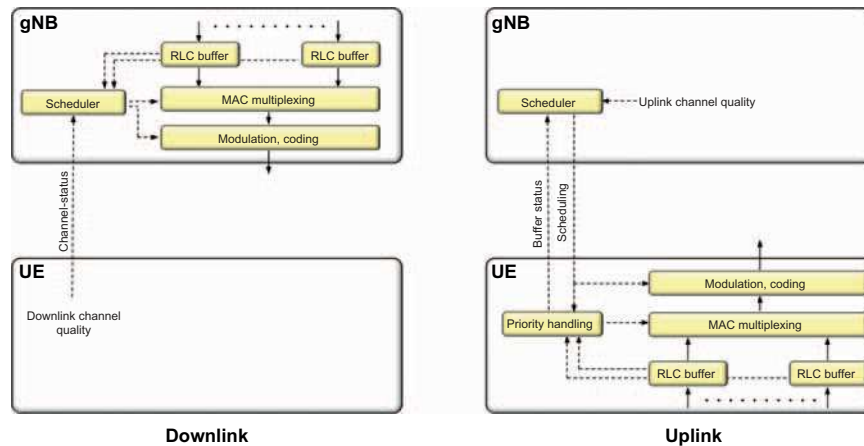 gNB
RLC buffer
RLC buffer
Scheduler
MAC multiplexing
Modulation, coding
Channel-status
UE
Downlink channel
quality
Downlink
gNB
Scheduler
Uplink channel quality
Buffer status
Scheduling
UE
Modulation, coding
Priority handling
MAC multiplexing
RLC buffer
RLC buffer
Uplink